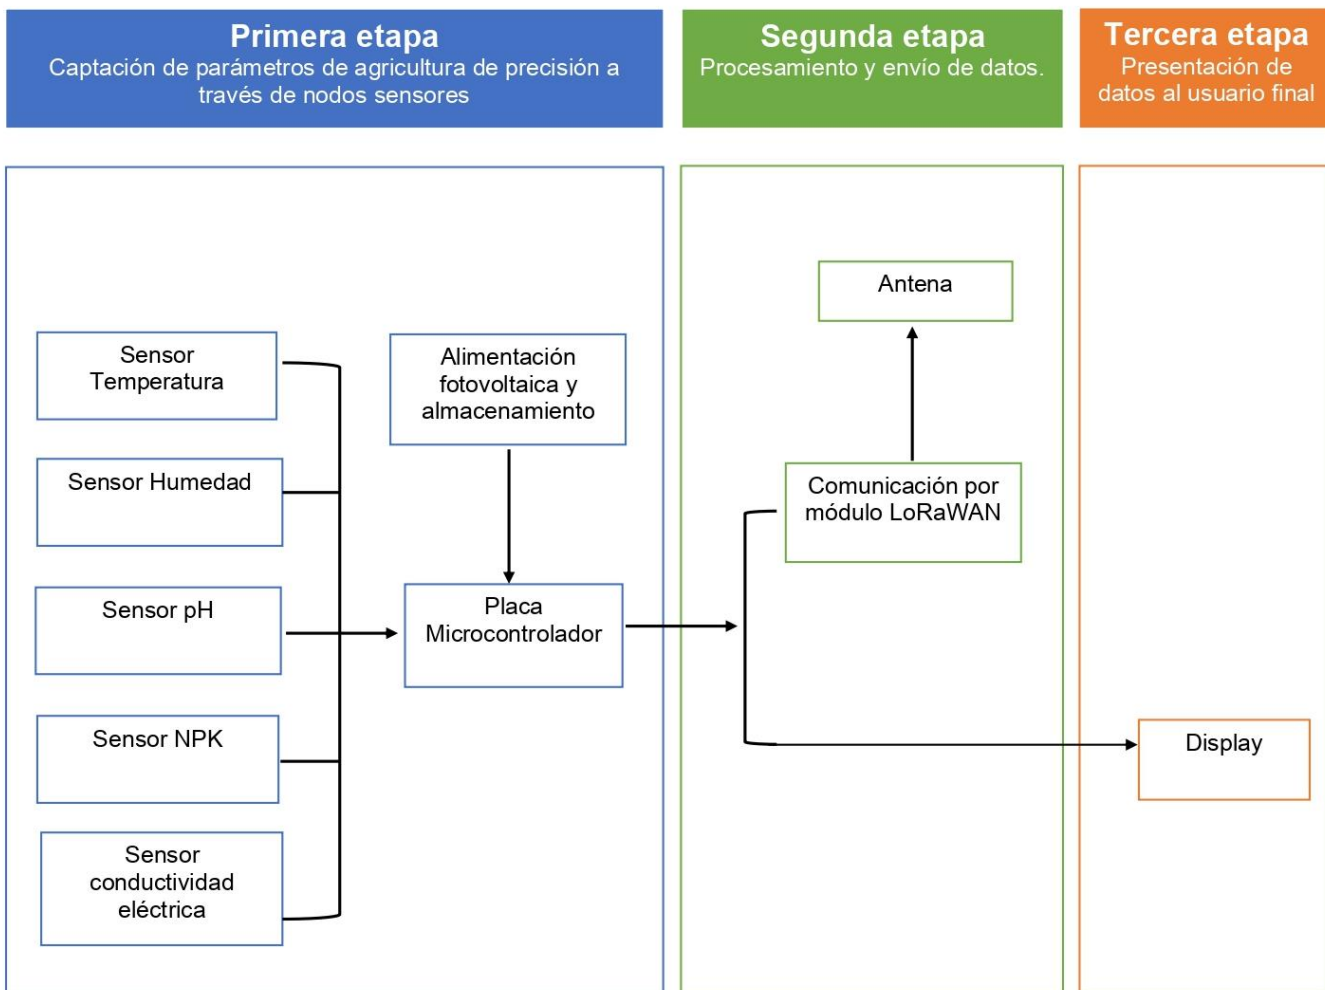 Primera etapa
Captación de parámetros de agricultura de precisión a
través de nodos sensores
Segunda etapa
Procesamiento y envío de datos.
Tercera etapa
Presentación de
datos al usuario final
Sensor
Temperatura
Sensor Humedad
Sensor pH
Sensor NPK
Sensor
conductividad
eléctrica
Alimentación
fotovoltaica y
almacenamiento
Placa
Microcontrolador
Antena
Comunicación por
módulo LoRaWAN
Display